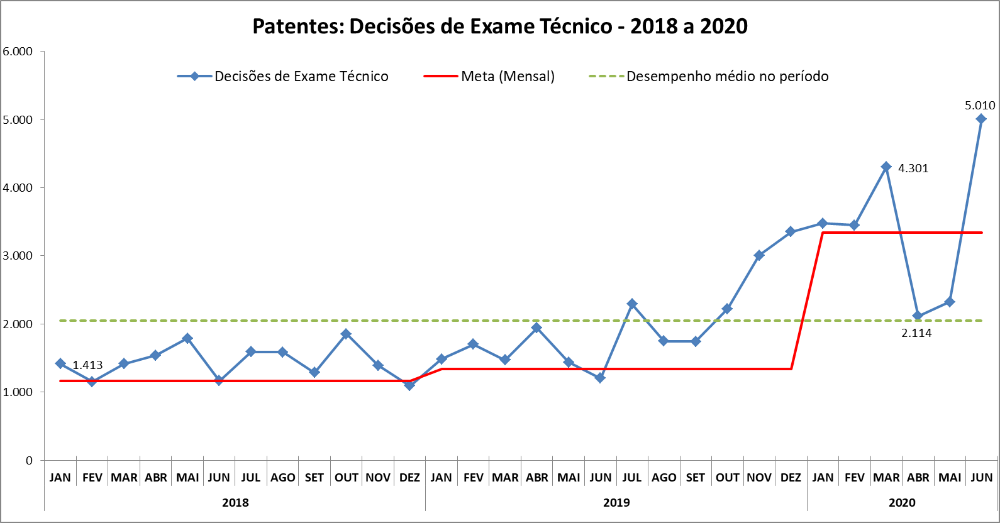 Patentes: Decisões de Exame Técnico - 2018 a 2020
6.000
Decisões de Exame Técnico Meta (Mensal) Desempenho médio no período
5.010
5.000
4.301
4.000
3.000
2.000
2.114
1.413
1.000
0
JAN FEV MAR ABR MAI JUN JUL AGO SET OUT NOV DEZ JAN FEV MAR ABR MAI JUN JUL AGO SET OUT NOV DEZ JAN FEV MAR ABR MAI JUN
2018 2019 2020